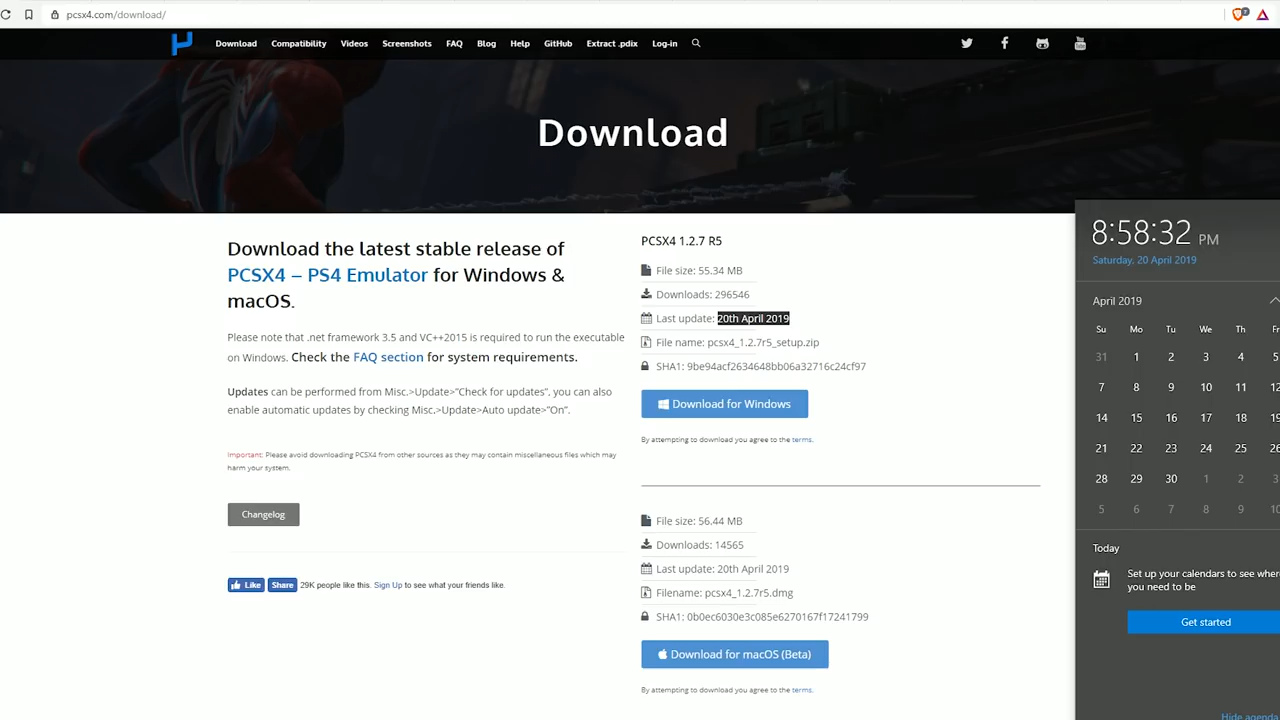 pcsx4.com/download/
Download Compatibility Videos Screenshots FAQ Blog Help GitHub Extract .pdix Log-in
Download
Download the latest stable release of
PCSX4 – PS4 Emulator for Windows &
macOS.
Please note that .net framework 3.5 and VC++2015 is required to run the executable
on Windows. Check the FAQ section for system requirements.
Updates can be performed from Misc.>Update>"Check for updates", you can also
enable automatic updates by checking Misc.>Update>Auto update>"On".
Important: Please avoid downloading PCSX4 from other sources as they may contain miscellaneous files which may
harm your system.
Changelog
Like Share 29K people like this. Sign Up to see what your friends like.
PCSX4 1.2.7 R5
File size: 55.34 MB
Downloads: 296546
Last update: 20th April 2019
File name: pcsx4_1.2.7r5_setup.zip
SHA1: 9be94acf2634648bb06a32716c24cf97
Download for Windows
By attempting to download you agree to the terms.
File size: 56.44 MB
Downloads: 14565
Last update: 20th April 2019
Filename: pcsx4_1.2.7r5.dmg
SHA1: 0b0ec6030e3c085e6270167f17241799
Download for macOS (Beta)
By attempting to download you agree to the terms.
8:58:32 PM
Saturday, 20 April 2019
April 2019
Su Mo Tu We Th Fr
31 1 2 3 4 5
7 8 9 10 11 12
14 15 16 17 18 19
21 22 23 24 25 26
28 29 30 1 2 3
5 6 7 8 9 10
Today
Set up your calendars to see where
you need to be
Get started
Hide agenda